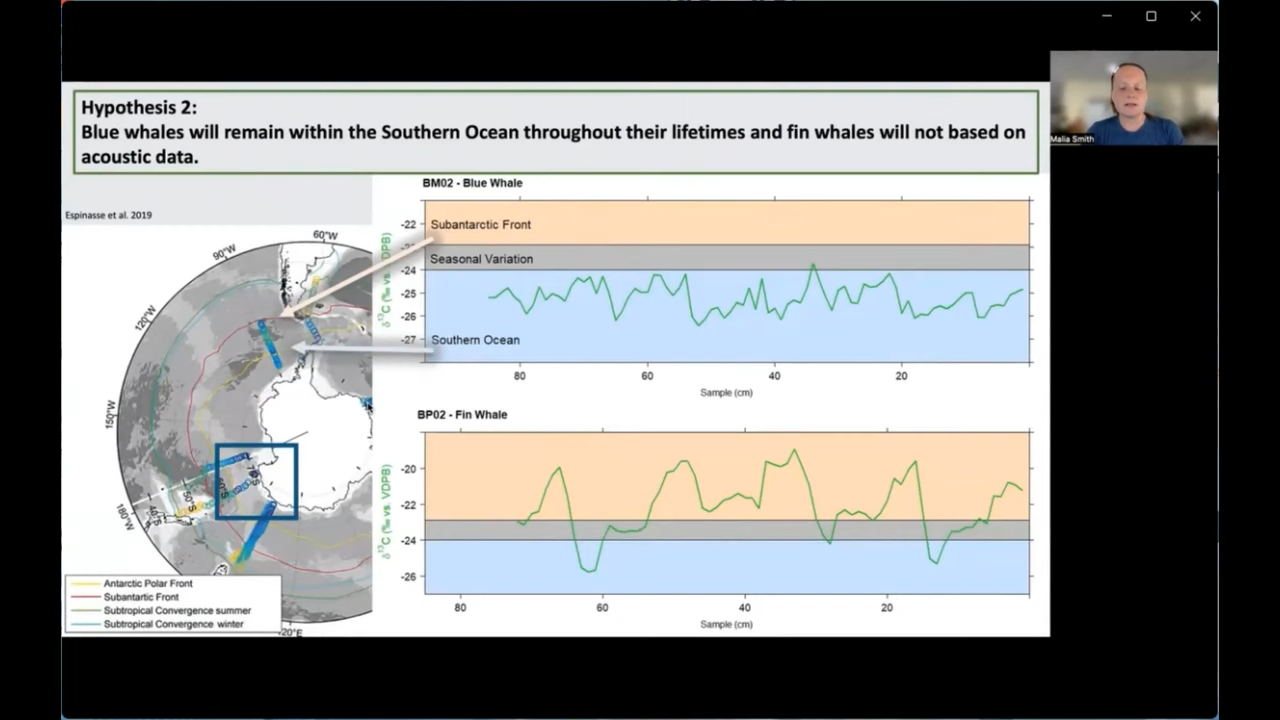 Malia Smith
Hypothesis 2:
Blue whales will remain within the Southern Ocean throughout their lifetimes and fin whales will not based on
acoustic data.
Espinasse et al. 2019
60°W
90°W
120°W
150°W
180°W
120°E
Antarctic Polar Front
Subantartic Front
Subtropical Convergence summer
Subtropical Convergence winter
BM02 - Blue Whale
Subantarctic Front
Seasonal Variation
Southern Ocean
-22
-24
-25
-26
-27
80
60
40
20
Sample (cm)
BP02 - Fin Whale
δ¹³C (‰ vs. VDPB)
-20
-22
-24
-26
80
60
40
20
Sample (cm)